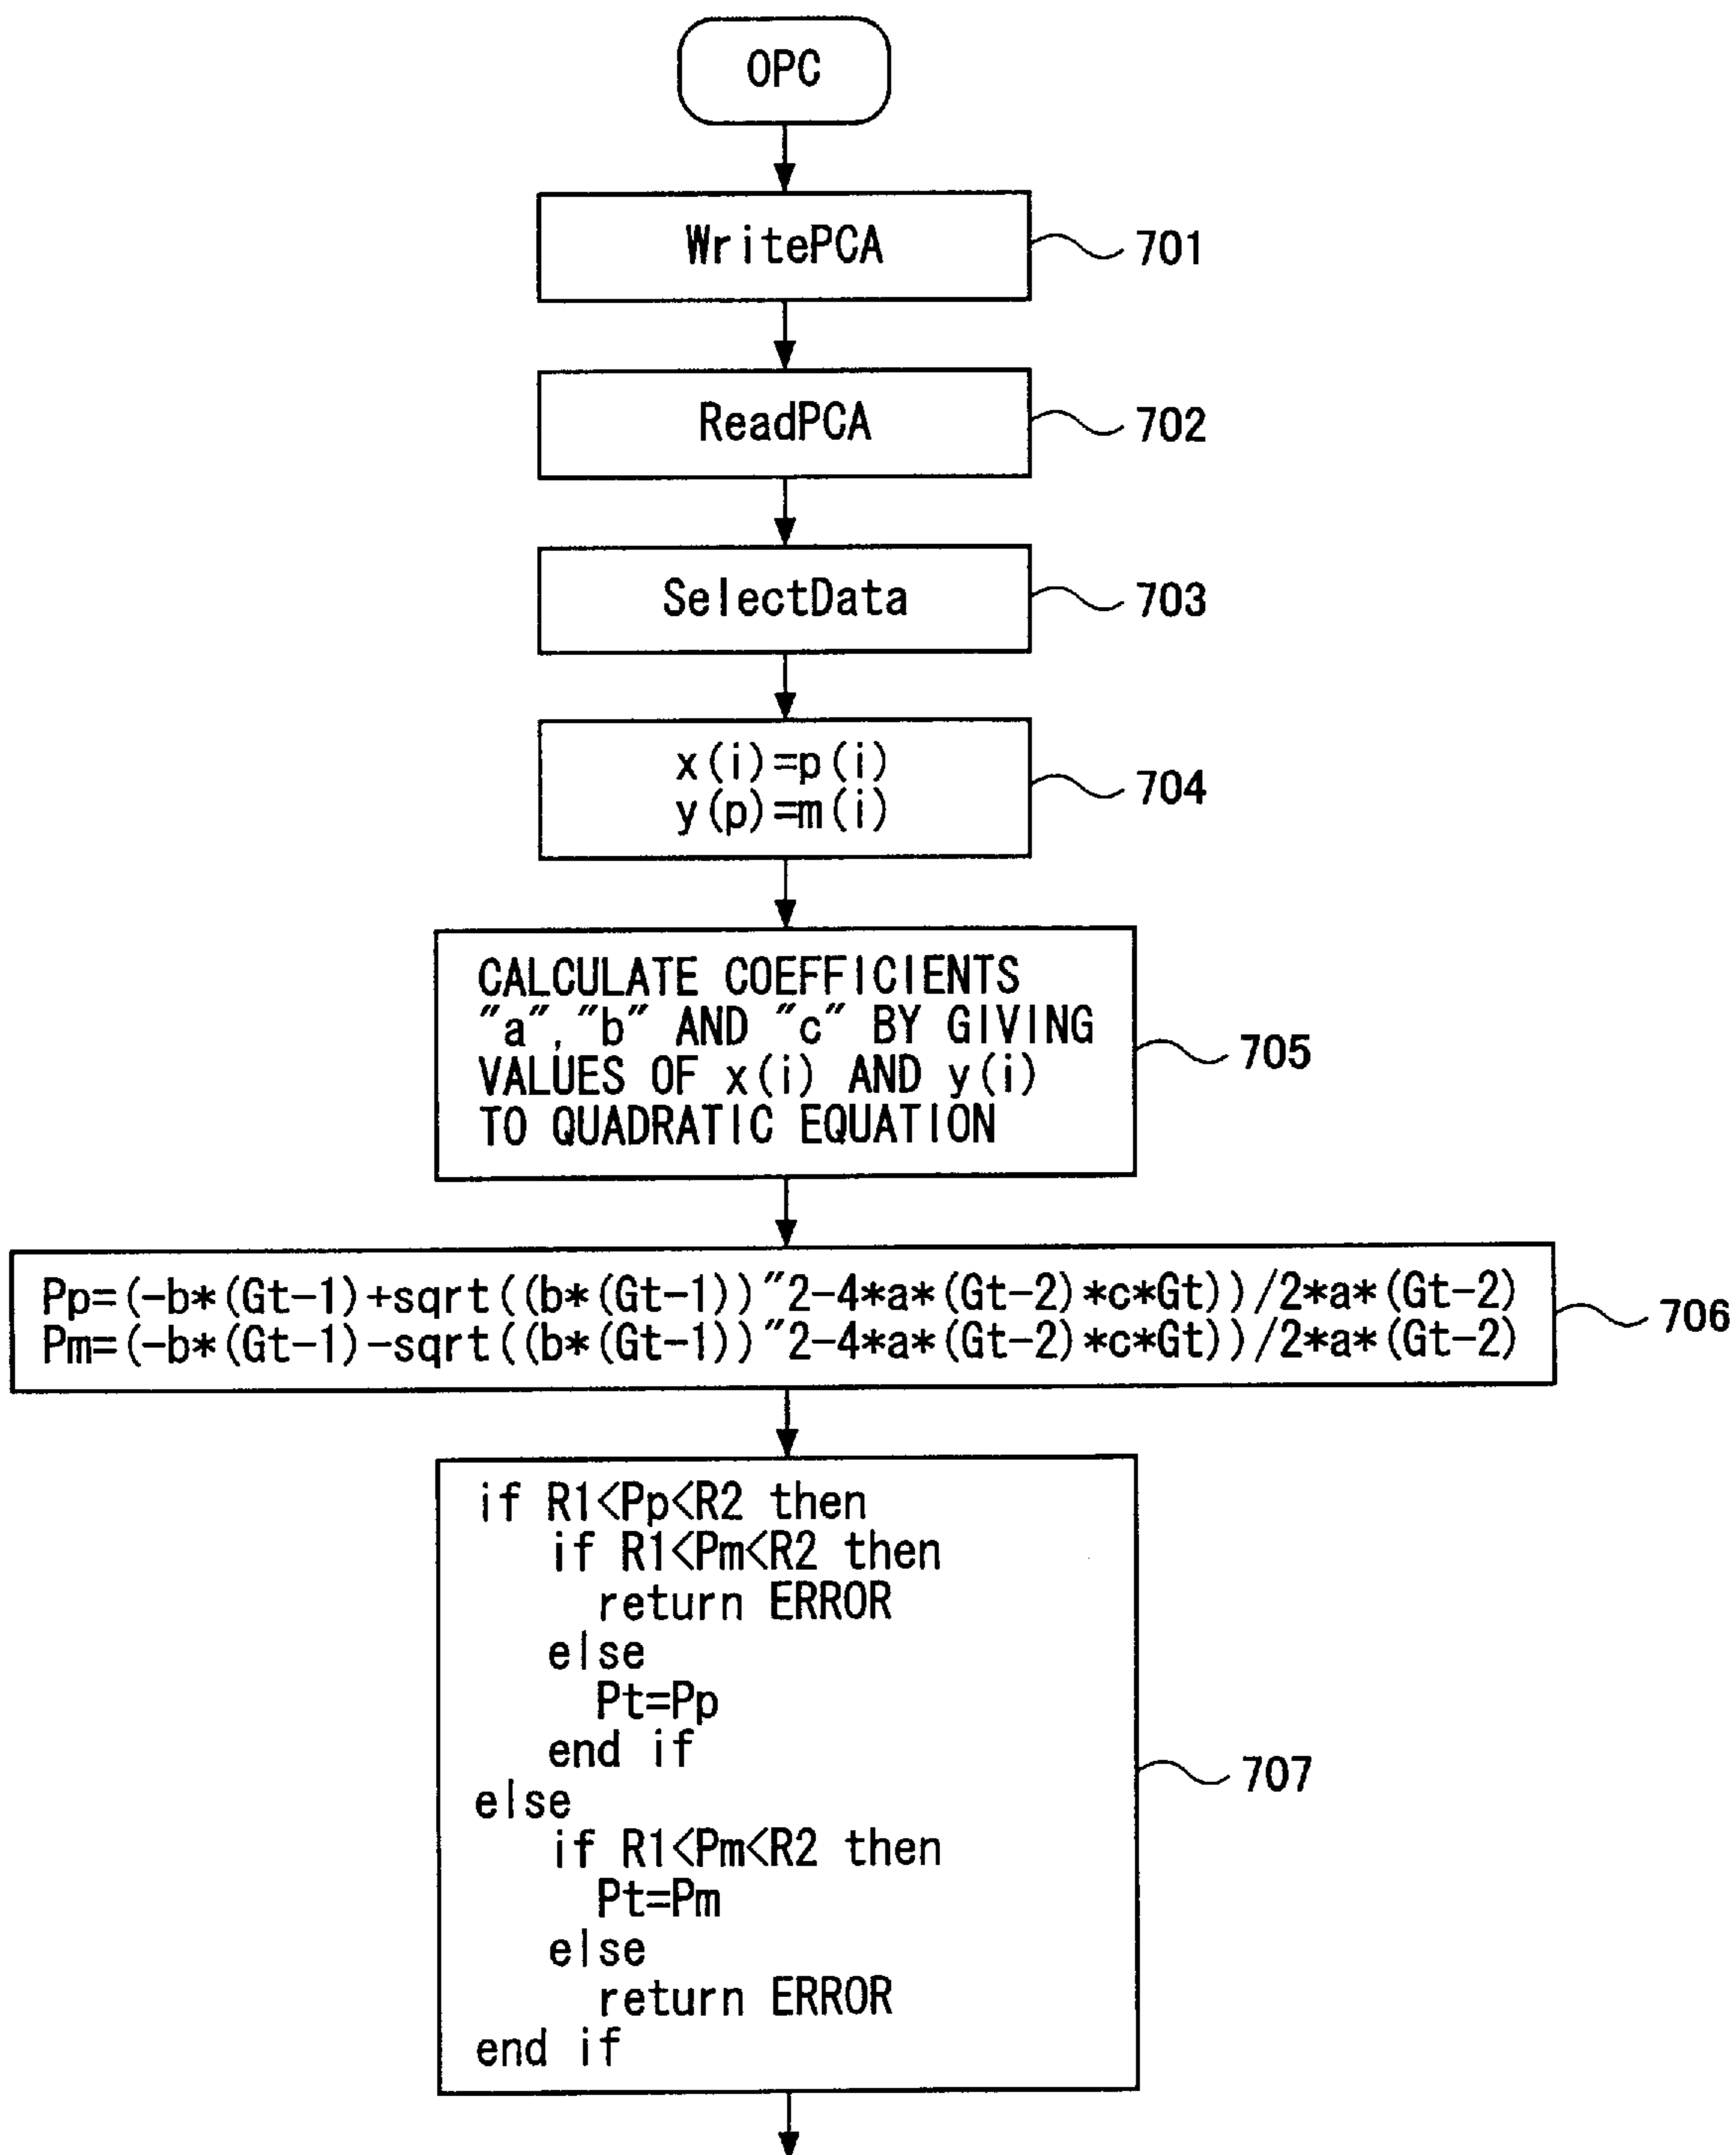 OPC
WritePCA
701
ReadPCA
702
SelectData
703
x(i)=p(i)
y(p)=m(i)
704
CALCULATE COEFFICIENTS
"a","b" AND "c" BY GIVING
VALUES OF x(i) AND y(i)
TO QUADRATIC EQUATION
705
Pp=(-b*(Gt-1)+sqrt((b*(Gt-1))"2-4*a*(Gt-2)*c*Gt))/2*a*(Gt-2)
Pm=(-b*(Gt-1)-sqrt((b*(Gt-1))"2-4*a*(Gt-2)*c*Gt))/2*a*(Gt-2)
706
if R1<Pp<R2 then
if R1<Pm<R2 then
return ERROR
else
Pt=Pp
end if
else
if R1<Pm<R2 then
Pt=Pm
else
return ERROR
end if
707